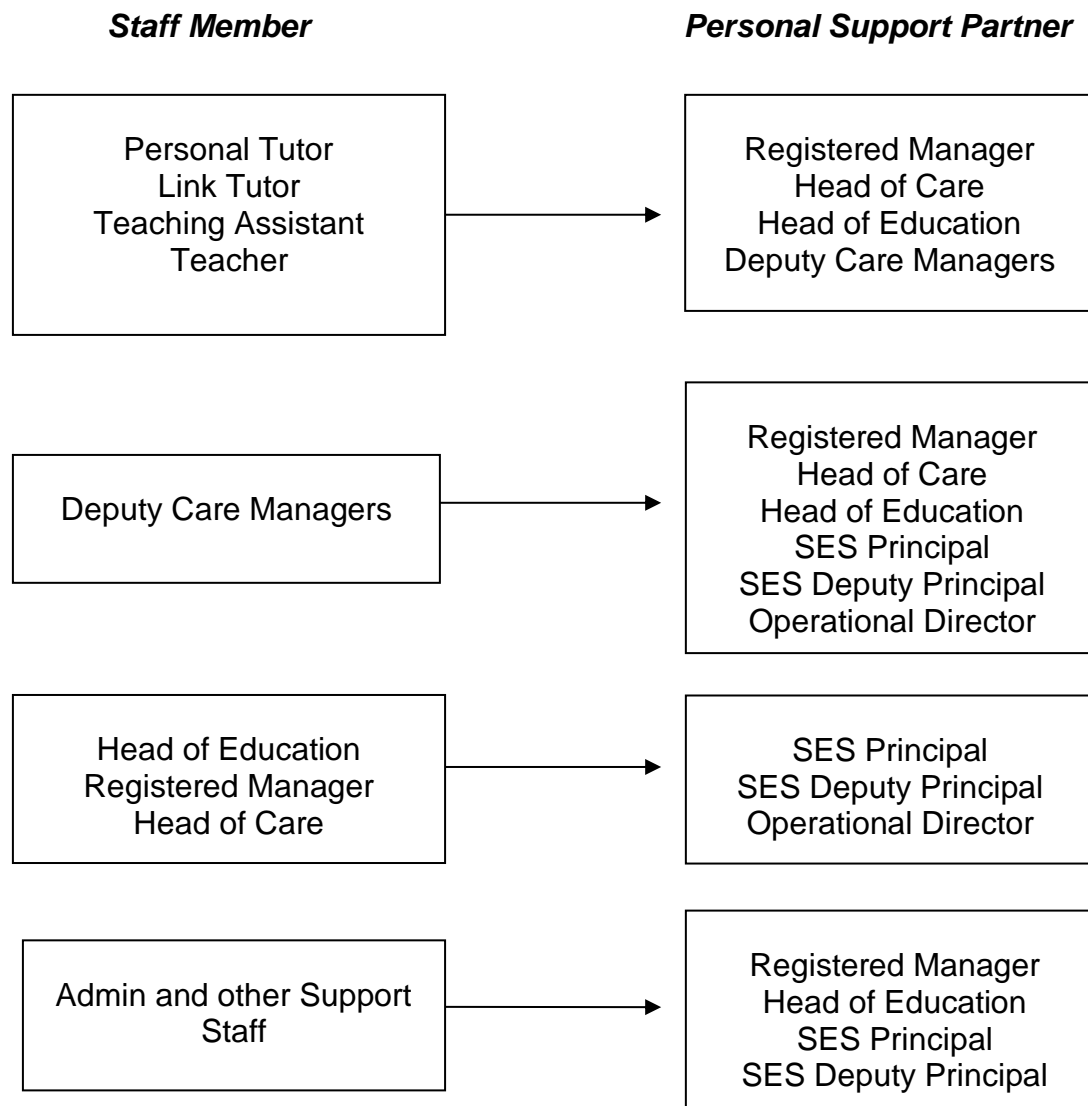 Staff Member
Personal Support Partner
Personal Tutor
Link Tutor
Teaching Assistant
Teacher
Registered Manager
Head of Care
Head of Education
Deputy Care Managers
Deputy Care Managers
Registered Manager
Head of Care
Head of Education
SES Principal
SES Deputy Principal
Operational Director
Head of Education
Registered Manager
Head of Care
SES Principal
SES Deputy Principal
Operational Director
Admin and other Support
Staff
Registered Manager
Head of Education
SES Principal
SES Deputy Principal